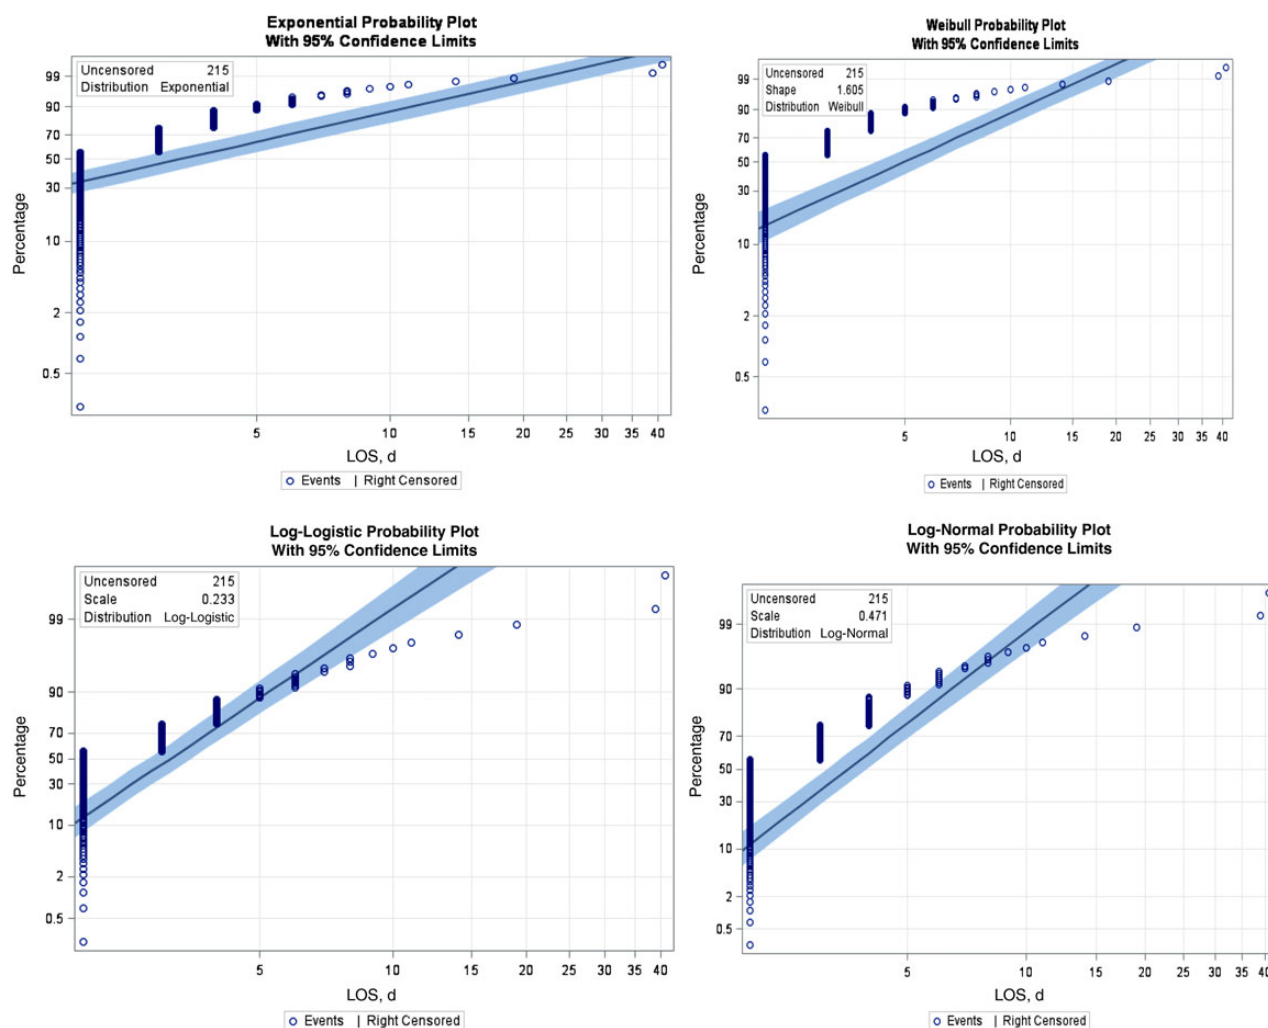 Exponential Probability Plot
With 95% Confidence Limits
Uncensored 215
Distribution Exponential
Percentage
99
90
70
50
30
10
2
0.5
5 10 15 20 25 30 35 40
LOS, d
Events | Right Censored
Weibull Probability Plot
With 95% Confidence Limits
Uncensored 215
Shape 1.605
Distribution Weibull
Percentage
99
90
70
50
30
10
2
0.5
5 10 15 20 25 30 35 40
LOS, d
Events | Right Censored
Log-Logistic Probability Plot
With 95% Confidence Limits
Uncensored 215
Scale 0.233
Distribution Log-Logistic
Percentage
99
90
70
50
30
10
2
0.5
5 10 15 20 25 30 35 40
LOS, d
Events | Right Censored
Log-Normal Probability Plot
With 95% Confidence Limits
Uncensored 215
Scale 0.471
Distribution Log-Normal
Percentage
99
90
70
50
30
10
2
0.5
5 10 15 20 25 30 35 40
LOS, d
Events | Right Censored